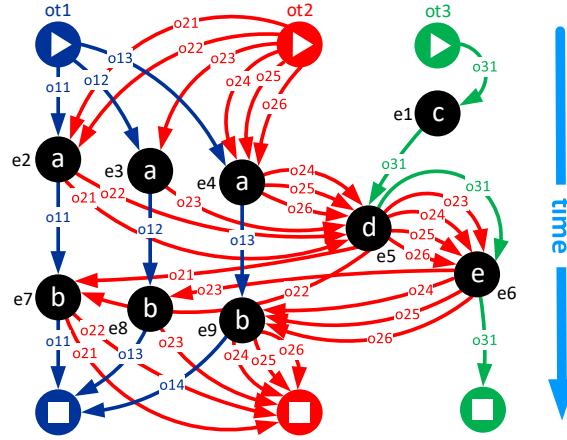 ot1 ot2 ot3
o21
o22
o13 o23 o31
o12 o24
o11 o25
o26
e1 c
o31
e2 a e3 a e4 a
o24
o25
o26
o21 o22 o23
o31
o23
o24
o25
o26
d
e5
time
o11 o12 o13
o21
e
e6
o23 o22 o24
o25
o26
e7 b e8 b e9 b
o11 o22 o13 o23 o24 o25 o26 o31
o21
o14